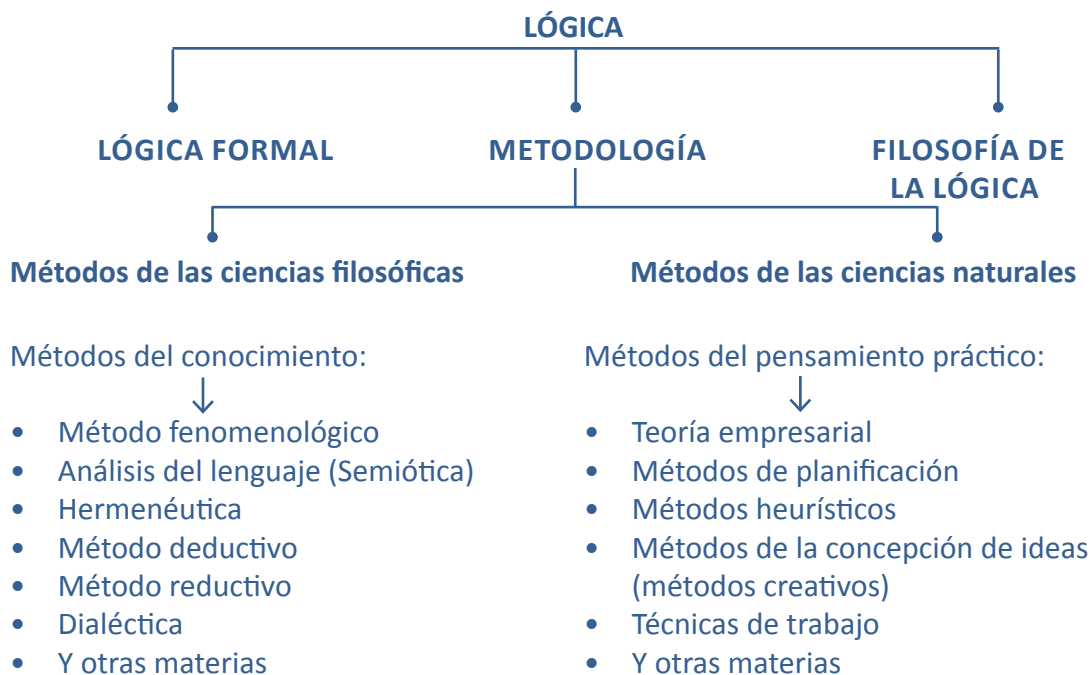 LÓGICA
LÓGICA FORMAL
METODOLOGÍA
FILOSOFÍA DE
LA LÓGICA
Métodos de las ciencias filosóficas
Métodos del conocimiento:
• Método fenomenológico
• Análisis del lenguaje (Semiótica)
• Hermenéutica
• Método deductivo
• Método reductivo
• Dialéctica
• Y otras materias
Métodos de las ciencias naturales
Métodos del pensamiento práctico:
• Teoría empresarial
• Métodos de planificación
• Métodos heurísticos
• Métodos de la concepción de ideas
(métodos creativos)
• Técnicas de trabajo
• Y otras materias